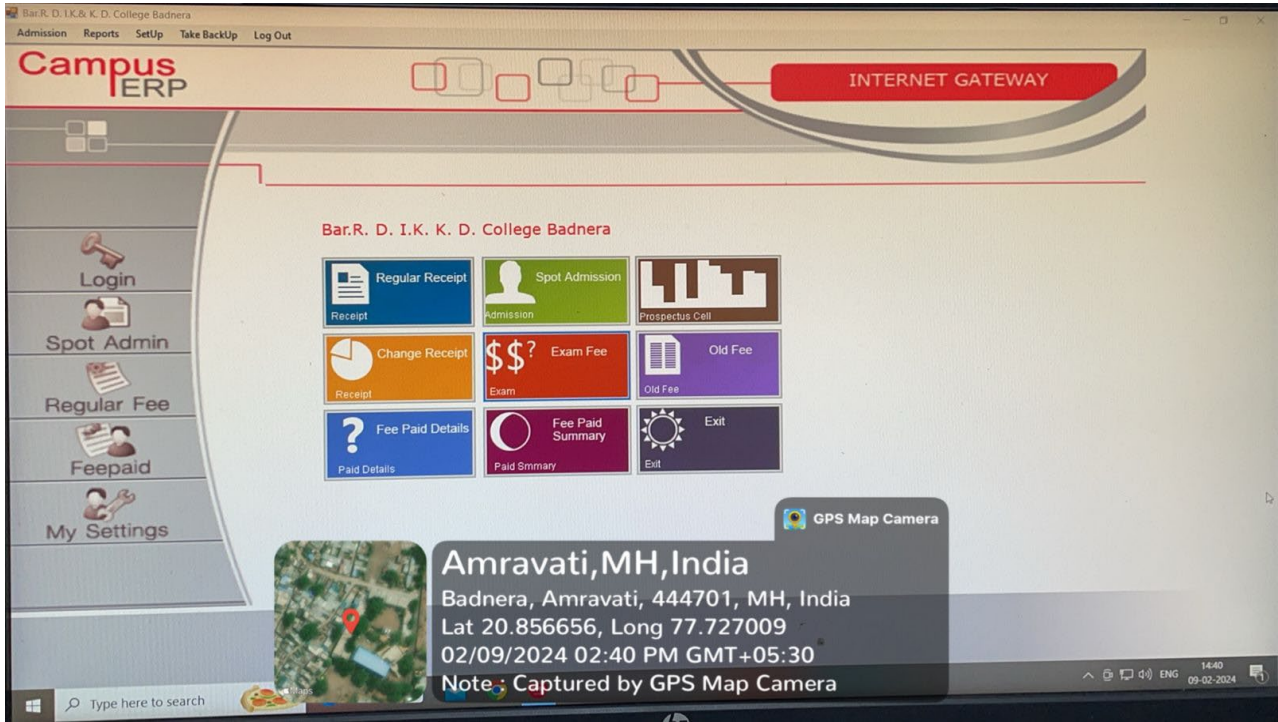 Bar.R. D. I.K.& K. D. College Badnera
Admission Reports SetUp Take BackUp Log Out
Campus
ERP
INTERNET GATEWAY
Login
Spot Admin
Regular Fee
Feepaid
My Settings
Bar.R. D. I.K. K. D. College Badnera
Regular Receipt
Receipt
Spot Admission
Admission
Prospectus Cell
Change Receipt
Receipt
$$? Exam Fee
Exam
Old Fee
Old Fee
? Fee Paid Details
Paid Details
Fee Paid
Summary
Paid Smmary
Exit
Exit
GPS Map Camera
Amravati,MH,India
Badnera, Amravati, 444701, MH, India
Lat 20.856656, Long 77.727009
02/09/2024 02:40 PM GMT+05:30
Note : Captured by GPS Map Camera
Maps
Type here to search
ENG
14:40
09-02-2024
1
hp